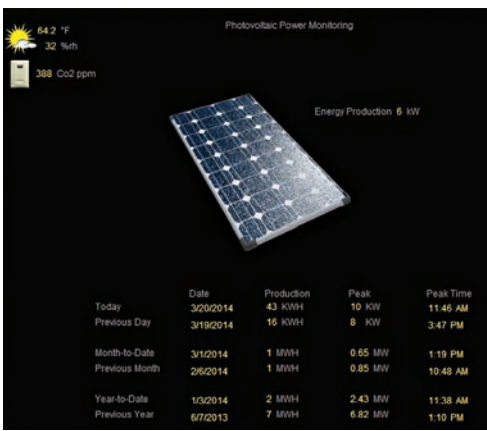 64.2 °F
Photovoltaic Power Monitoring
32 %rh
388 Co2 ppm
Energy Production 6 kW
Date Production Peak Peak Time
Today 3/20/2014 43 KWH 10 KW 11:46 AM
Previous Day 3/19/2014 16 KWH 8 KW 3:47 PM
Month-to-Date 3/1/2014 1 MWH 0.65 MW 1:19 PM
Previous Month 2/6/2014 1 MWH 0.85 MW 10:48 AM
Year-to-Date 1/3/2014 2 MWH 2.43 MW 11:38 AM
Previous Year 6/7/2013 7 MWH 6.82 MW 1:10 PM